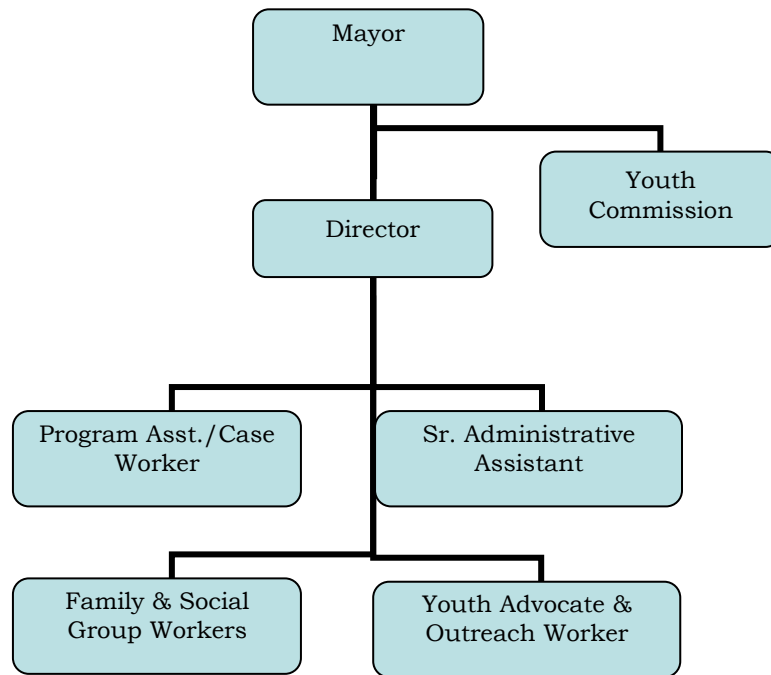 Mayor
Youth
Commission
Director
Program Asst./Case
Worker
Sr. Administrative
Assistant
Family & Social
Group Workers
Youth Advocate &
Outreach Worker